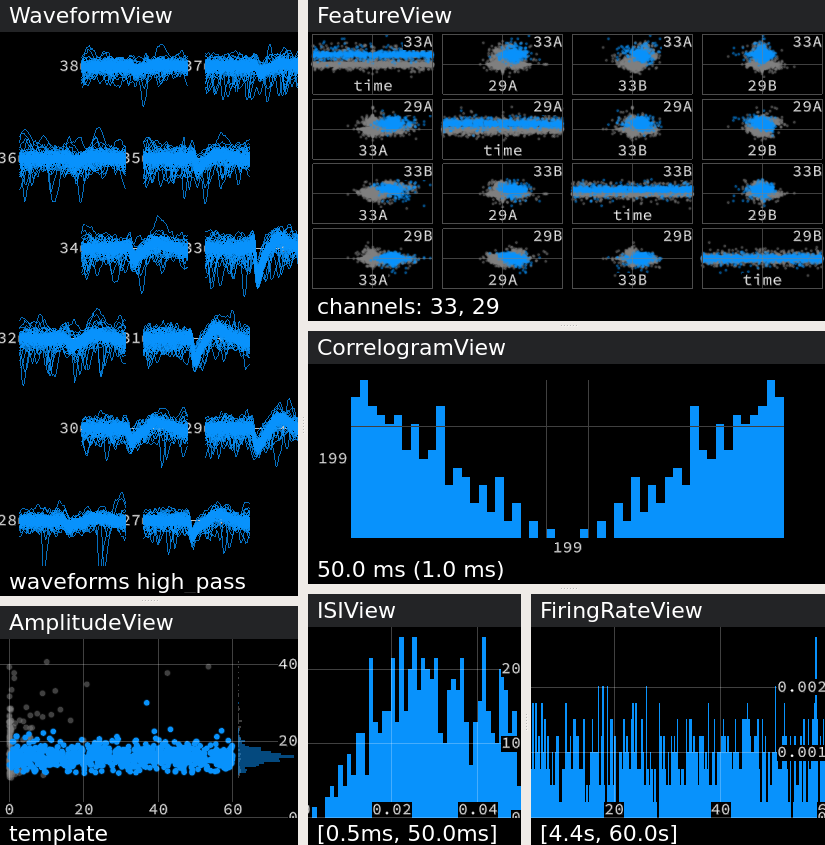 WaveformView
38 37
36 35
34 33
32 31
30 29
28 27
waveforms high_pass
FeatureView
33A 33A 33A 33A
time 29A 33B 29B
29A 29A 29A 29A
33A time 33B 29B
33B 33B 33B 33B
33A 29A time 29B
29B 29B 29B 29B
33A 29A 33B time
channels: 33, 29
CorrelogramView
199
199
50.0 ms (1.0 ms)
AmplitudeView
40
20
0 20 40 60
template
ISIView
20
10
0.02 0.04
[0.5ms, 50.0ms]
FiringRateView
0.002
0.001
20 40
[4.4s, 60.0s]